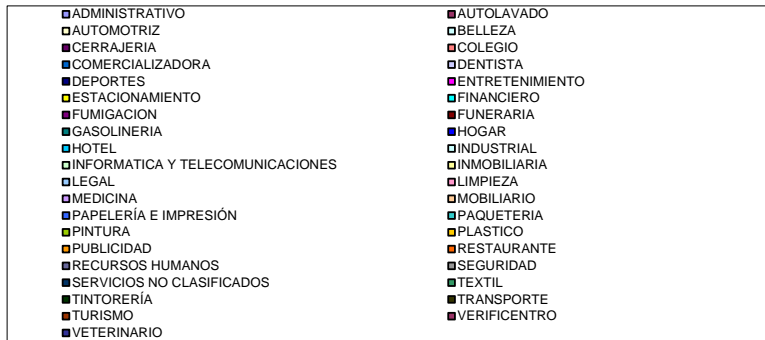 ADMINISTRATIVO AUTOLAVADO
AUTOMOTRIZ BELLEZA
CERRAJERIA COLEGIO
COMERCIALIZADORA DENTISTA
DEPORTES ENTRETENIMIENTO
ESTACIONAMIENTO FINANCIERO
FUMIGACION FUNERARIA
GASOLINERIA HOGAR
HOTEL INDUSTRIAL
INFORMATICA Y TELECOMUNICACIONES INMOBILIARIA
LEGAL LIMPIEZA
MEDICINA MOBILIARIO
PAPELERÍA E IMPRESIÓN PAQUETERIA
PINTURA PLASTICO
PUBLICIDAD RESTAURANTE
RECURSOS HUMANOS SEGURIDAD
SERVICIOS NO CLASIFICADOS TEXTIL
TINTORERÍA TRANSPORTE
TURISMO VERIFICENTRO
VETERINARIO